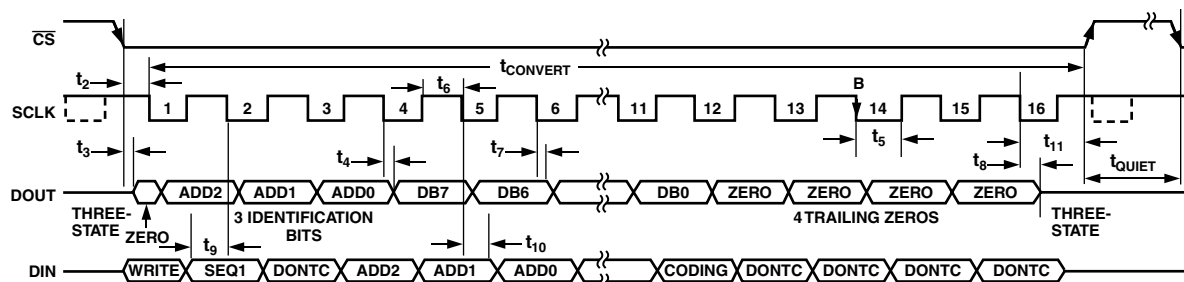 CS
t2
tCONVERT
t6
B
SCLK
1 2 3 4 5 6 11 12 13 14 15 16
t3
t4
t7
t5
t8
t11
tQUIET
DOUT
ADD2 ADD1 ADD0 DB7 DB6 DB0 ZERO ZERO ZERO ZERO
THREE-
STATE
ZERO
3 IDENTIFICATION
BITS
4 TRAILING ZEROS
THREE-
STATE
t9
t10
DIN
WRITE SEQ1 DONTC ADD2 ADD1 ADD0 CODING DONTC DONTC DONTC DONTC